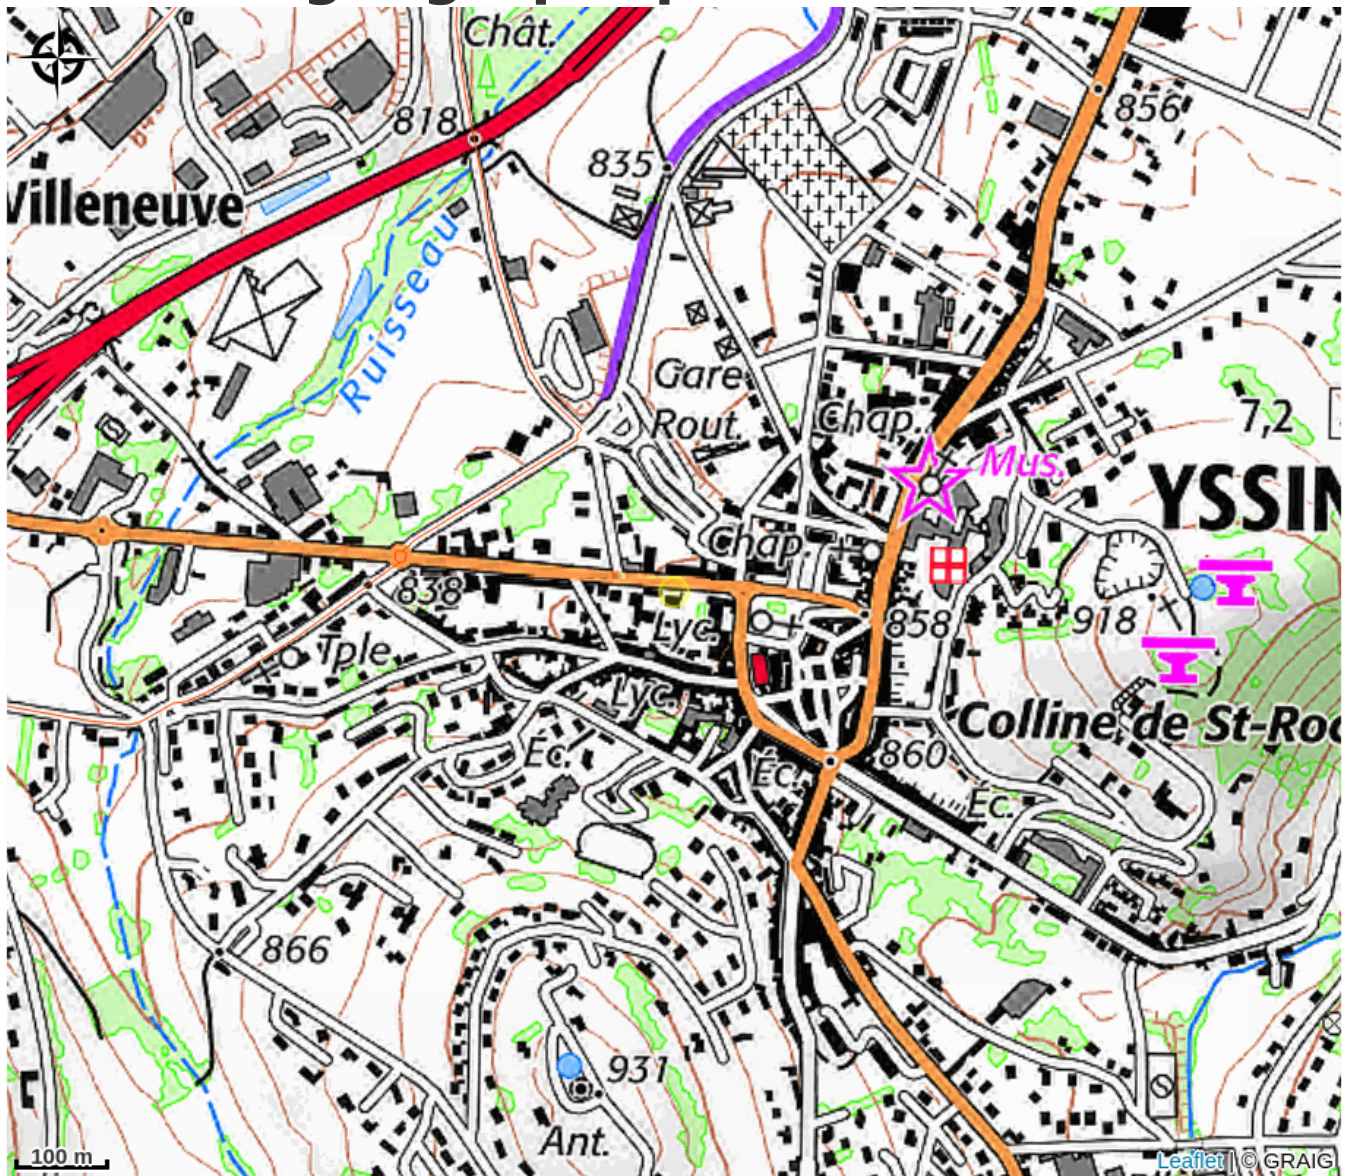 Chât.
818
856
835
Villeneuve
Ruisseau
Gare
Rout.
Chap.
7,2
Mus.
YSSIN
Chap.
838
Lyc.
858
918
Tple
Lyc.
Colline de St-Roc
Éc.
Éc.
860
Éc.
866
931
Ant.
100 m
Leaflet | © GRAIG